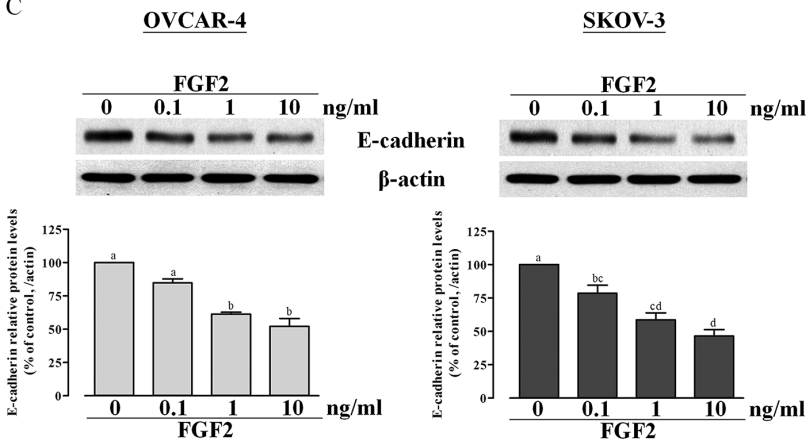 C
OVCAR-4
SKOV-3
FGF2
0 0.1 1 10 ng/ml
FGF2
0 0.1 1 10 ng/ml
E-cadherin
β-actin
E-cadherin relative protein levels
(% of control, /actin)
125
100
75
50
25
0
a
a
b
b
0 0.1 1 10 ng/ml
FGF2
E-cadherin relative protein levels
(% of control, /actin)
125
100
75
50
25
0
a
bc
cd
d
0 0.1 1 10 ng/ml
FGF2